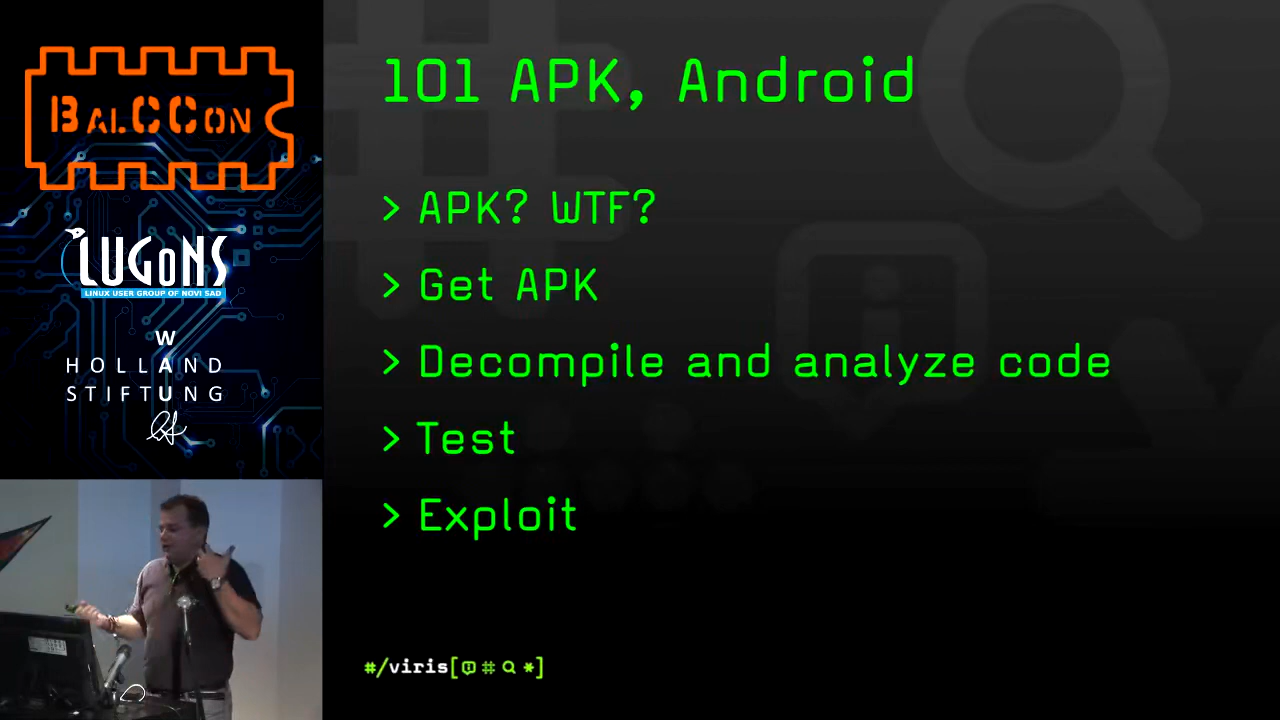 BALCCON
LUGONS
LINUX USER GROUP OF NOVI SAD
W
HOLLAND
STIFTUNG
101 APK, Android
> APK? WTF?
> Get APK
> Decompile and analyze code
> Test
> Exploit
#/viris[# *]